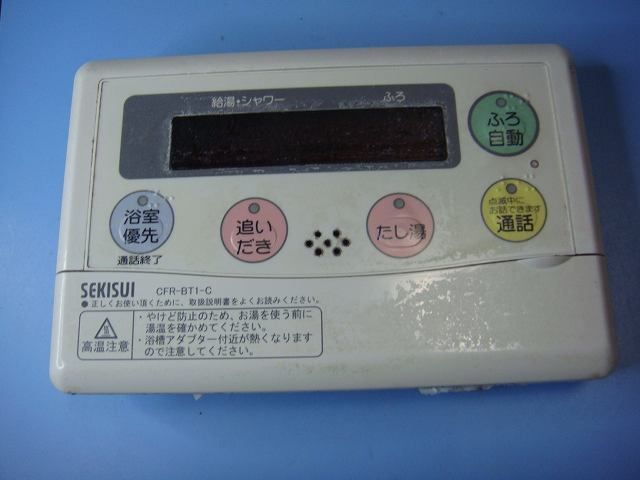 給湯・シャワー ふろ
ふろ
自動
浴室
優先
通話終了
追い
だき
たし湯
点滅中に
お話できます
通話
SEKISUI CFR-BT1-C
●正しくお使い頂くために、取扱説明書をよくお読みください。
高温注意
・やけど防止のため、お湯を使う前に
湯温を確かめてください。
・浴槽アダプター付近が熱くなります
ので注意してください。